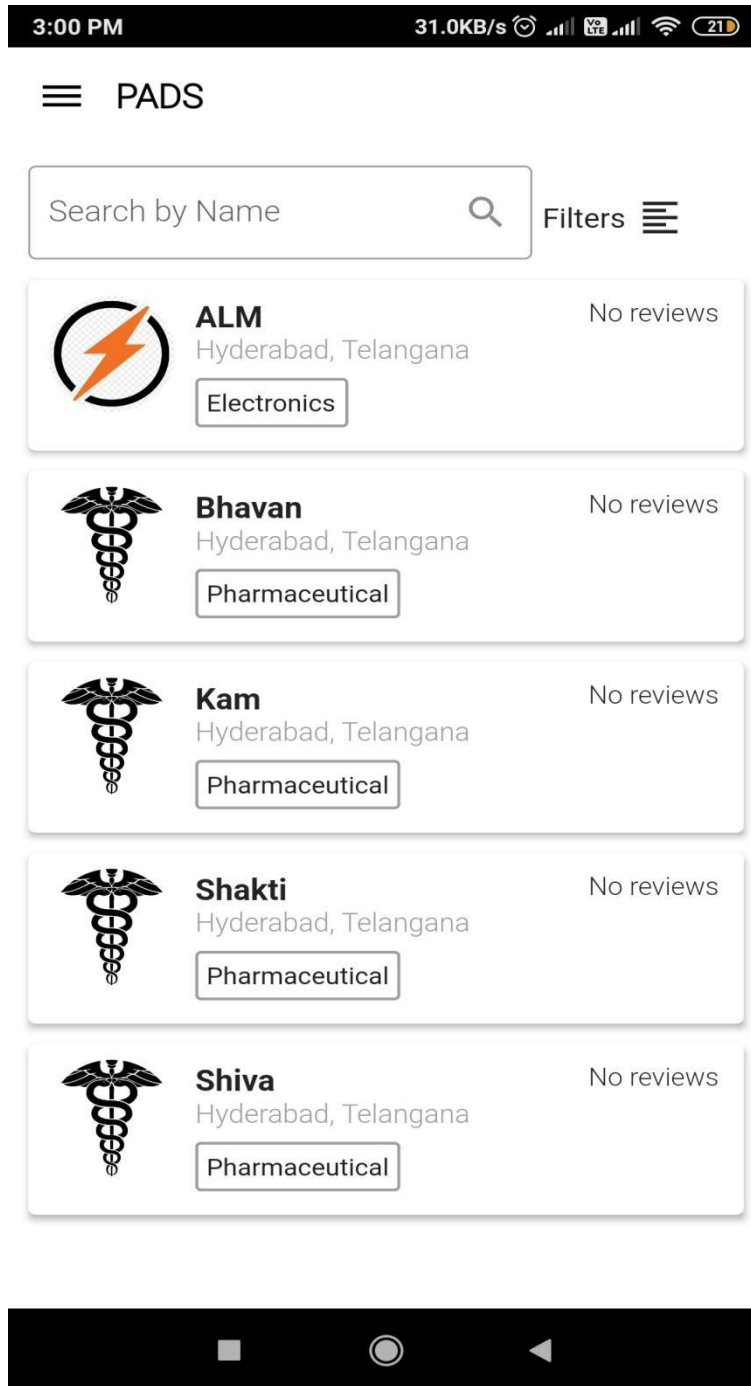 3:00 PM 31.0KB/s Vo LTE 21
PADS
Search by Name Filters
ALM No reviews
Hyderabad, Telangana
Electronics
Bhavan No reviews
Hyderabad, Telangana
Pharmaceutical
Kam No reviews
Hyderabad, Telangana
Pharmaceutical
Shakti No reviews
Hyderabad, Telangana
Pharmaceutical
Shiva No reviews
Hyderabad, Telangana
Pharmaceutical